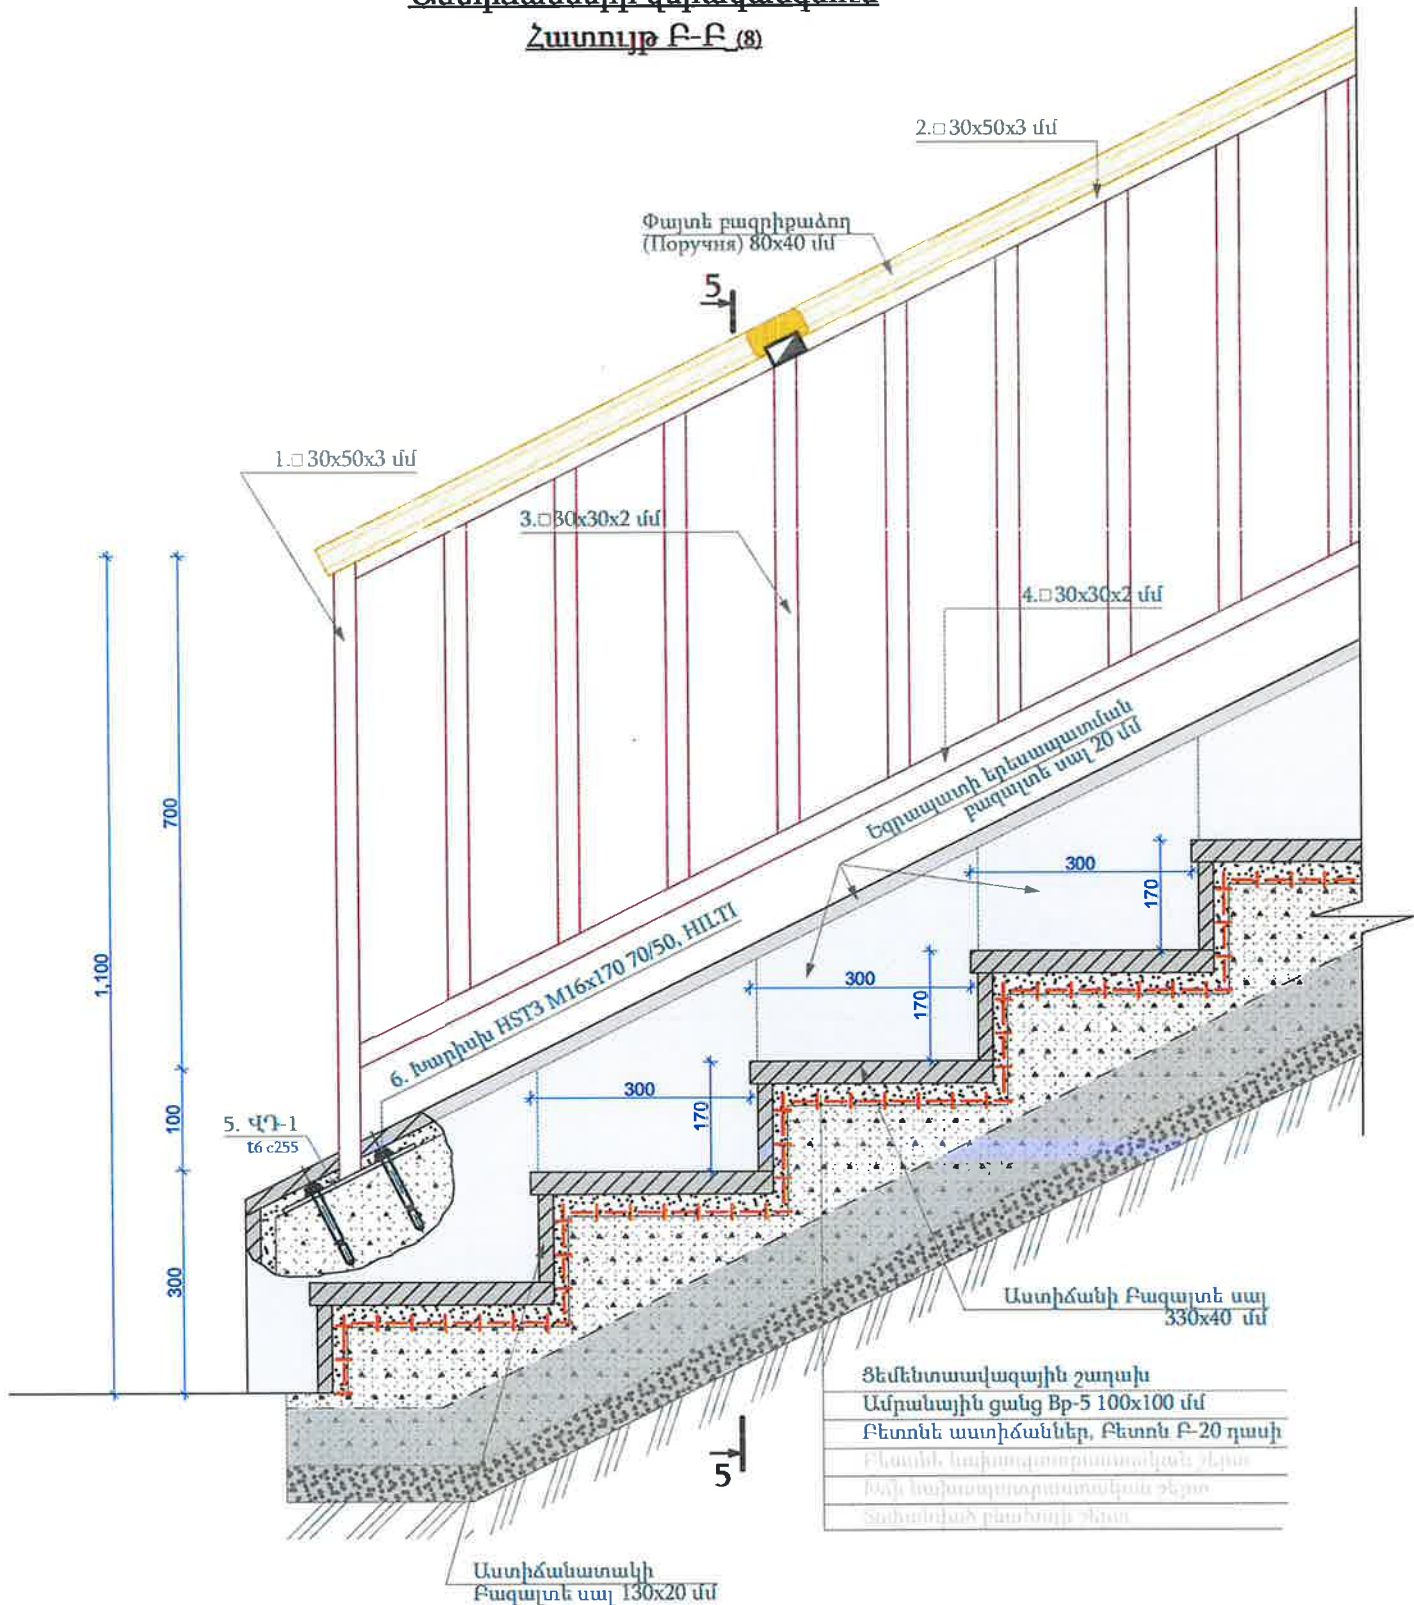 Հատույթ Բ-Բ (8)
2.□ 30x50x3 մմ
Փայտե բազրիքաձող
(Поручня) 80x40 մմ
5
1.□ 30x50x3 մմ
3.□ 30x30x2 մմ
4.□ 30x30x2 մմ
Եզրապատի երեսապատման
բազալտե սալ 20 մմ
700
300
170
1,100
6. Խարիսխ HST3 M16x170 70/50, HILTI
300
170
300
170
100
5. ՎԴ-1
t6 c255
300
Աստիճանի Բազալտե սալ
330x40 մմ
Ցեմենտաավազային շաղախ
Ամրանային ցանց Bp-5 100x100 մմ
Բետոնե աստիճաններ, Բետոն Բ-20 դասի
5
Աստիճանատակի
Բազալտե սալ 130x20 մմ